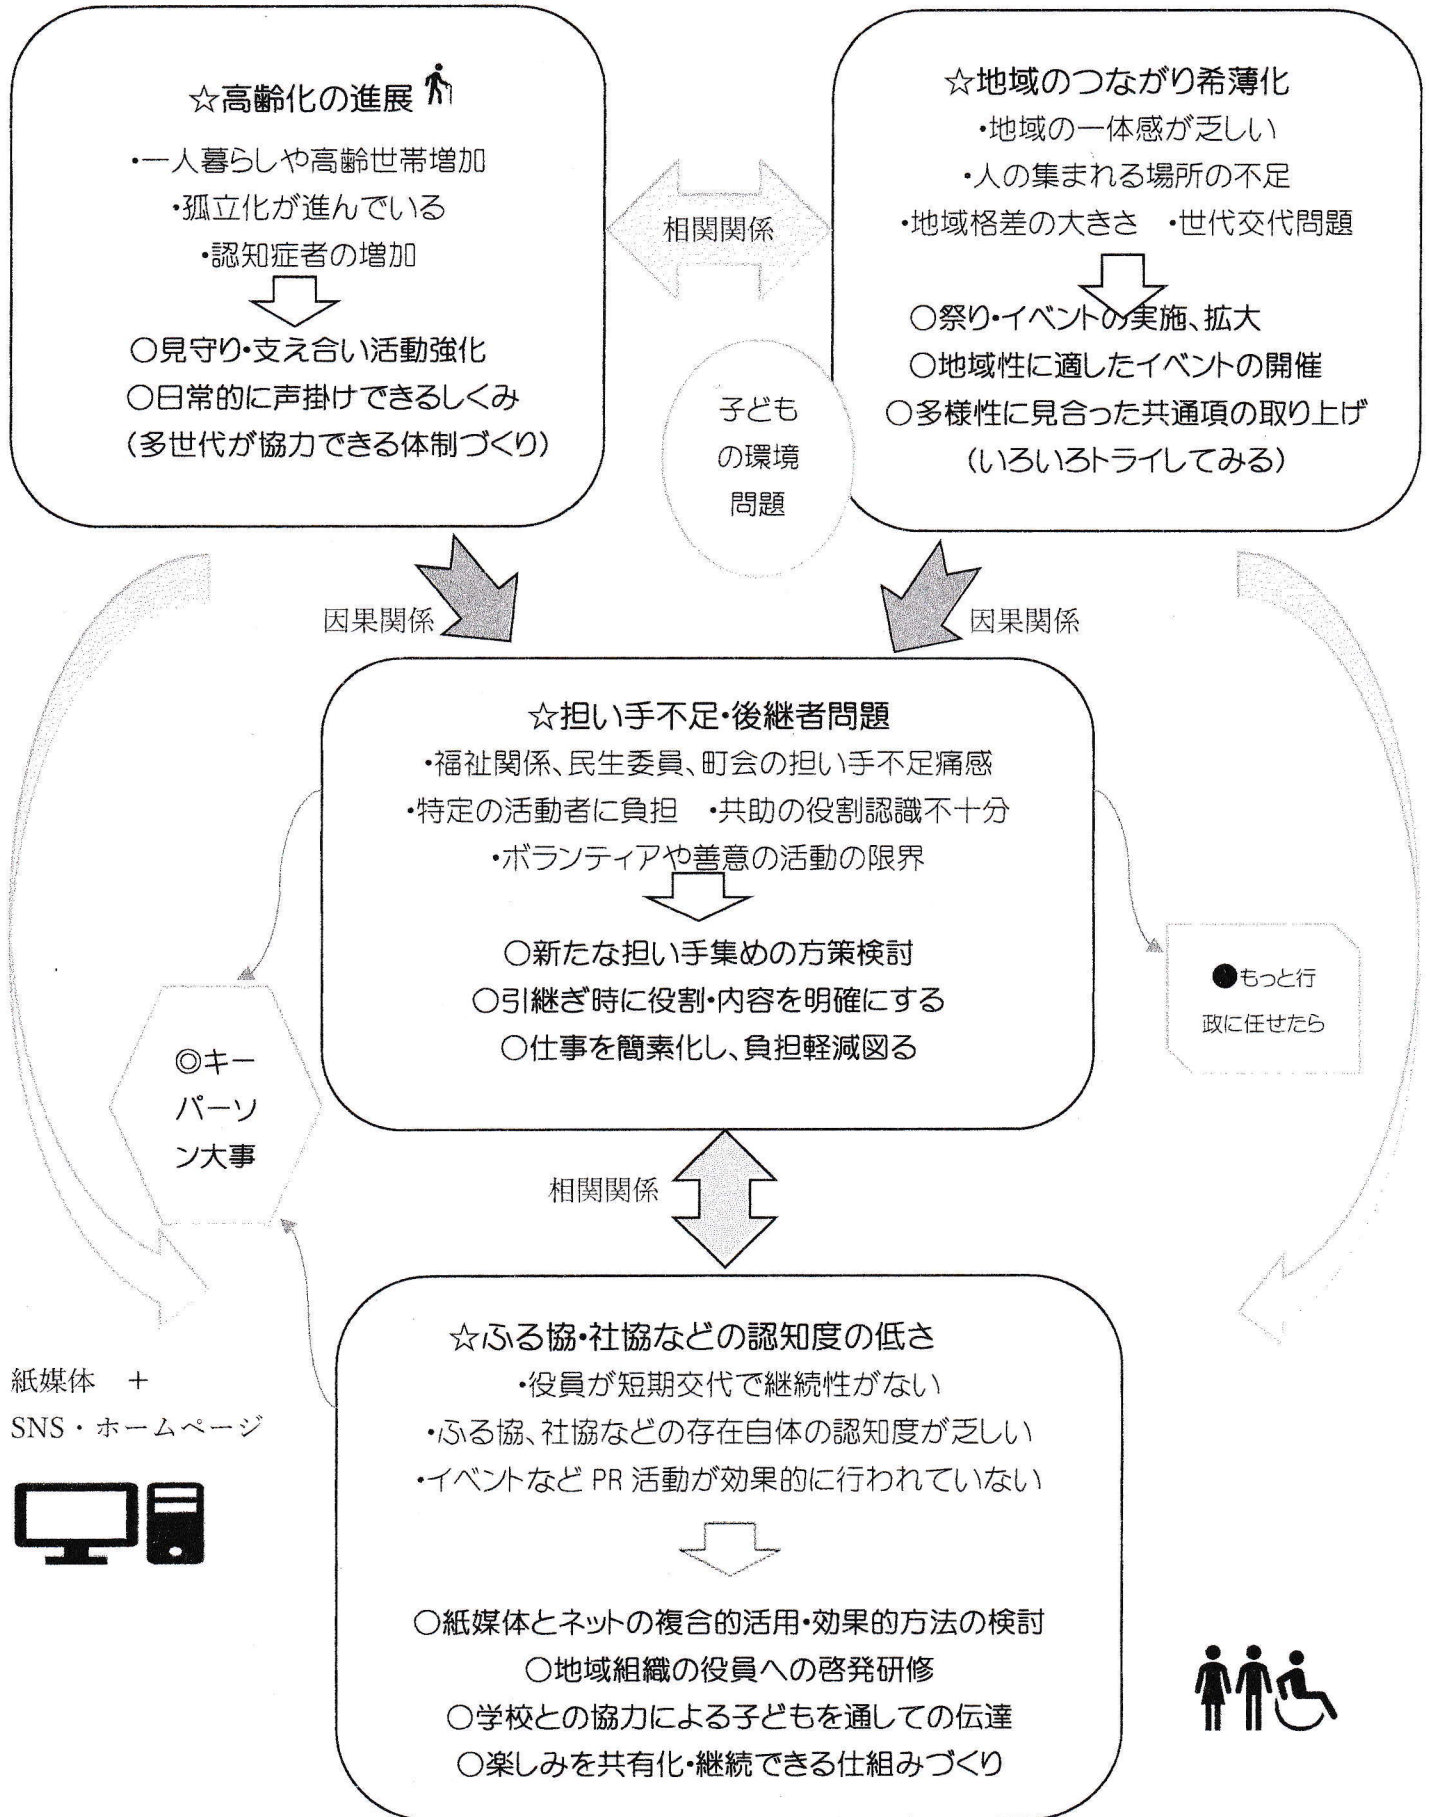 ☆高齢化の進展
・一人暮らしや高齢世帯増加
・孤立化が進んでいる
・認知症者の増加
○見守り・支え合い活動強化
○日常的に声掛けできるしくみ
(多世代が協力できる体制づくり)
相関関係
☆地域のつながり希薄化
・地域の一体感が乏しい
・人の集まれる場所の不足
・地域格差の大きさ　・世代交代問題
○祭り・イベントの実施、拡大
○地域性に適したイベントの開催
○多様性に見合った共通項の取り上げ
(いろいろトライしてみる)
子ども
の環境
問題
因果関係
因果関係
☆担い手不足・後継者問題
・福祉関係、民生委員、町会の担い手不足痛感
・特定の活動者に負担　・共助の役割認識不十分
・ボランティアや善意の活動の限界
○新たな担い手集めの方策検討
○引継ぎ時に役割・内容を明確にする
○仕事を簡素化し、負担軽減図る
◎キー
パーソ
ン大事
●もっと行
政に任せたら
相関関係
☆ふる協・社協などの認知度の低さ
・役員が短期交代で継続性がない
・ふる協、社協などの存在自体の認知度が乏しい
・イベントなど PR 活動が効果的に行われていない
○紙媒体とネットの複合的活用・効果的方法の検討
○地域組織の役員への啓発研修
○学校との協力による子どもを通しての伝達
○楽しみを共有化・継続できる仕組みづくり
紙媒体　+
SNS・ホームページ